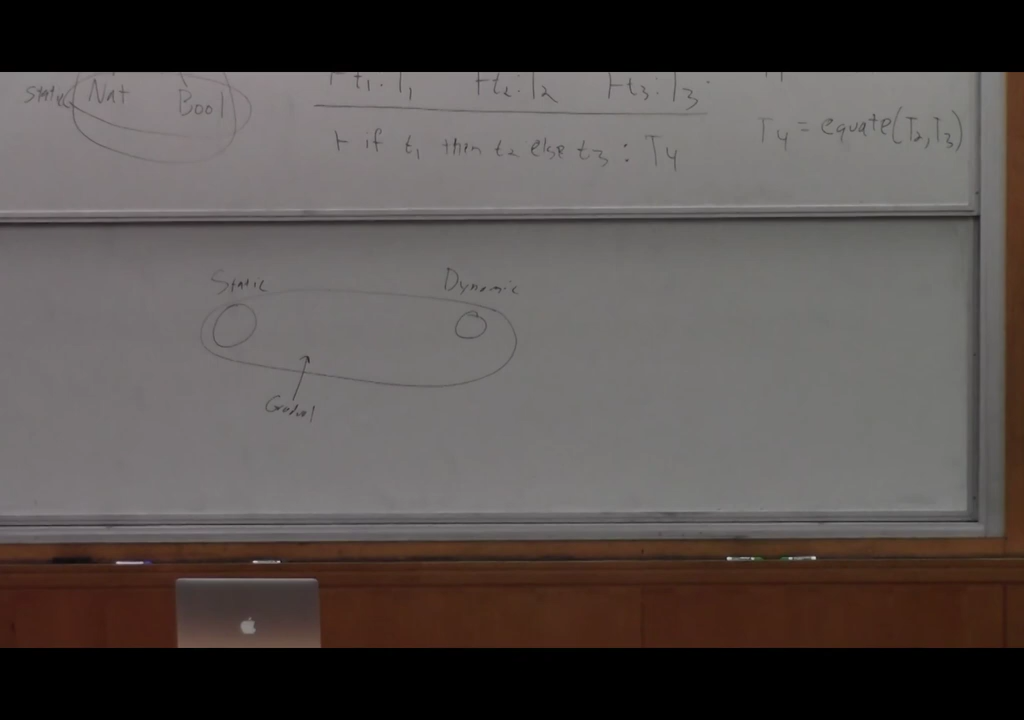 Static Nat Bool
⊢ t₁ : T₁ ⊢ t₂ : T₂ ⊢ t₃ : T₃
⊢ if t₁ then t₂ else t₃ : T₄
T₄ = equate(T₂, T₃)
Static Dynamic
Gradual